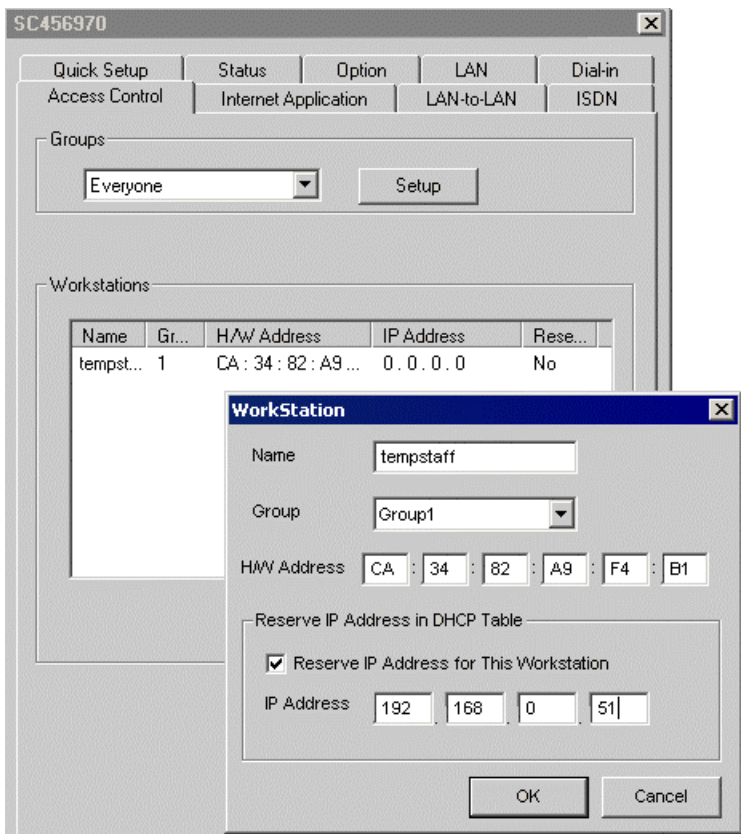 SC456970
Quick Setup Status Option LAN Dial-in
Access Control Internet Application LAN-to-LAN ISDN
Groups
Everyone Setup
Workstations
Name Gr... H/W Address IP Address Rese...
tempst... 1 CA : 34 : 82 : A9 ... 0 . 0 . 0 . 0 No
WorkStation
Name tempstaff
Group Group1
H/W Address CA : 34 : 82 : A9 : F4 : B1
Reserve IP Address in DHCP Table
Reserve IP Address for This Workstation
IP Address 192 . 168 . 0 . 51
OK Cancel